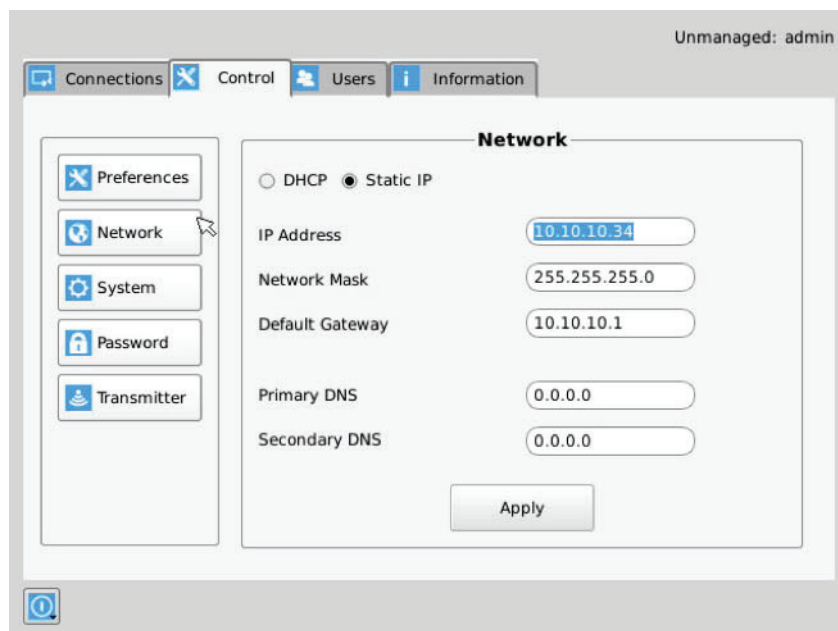 Unmanaged: admin
Connections Control Users Information
Network
Preferences
Network
System
Password
Transmitter
DHCP Static IP
IP Address 10.10.10.34
Network Mask 255.255.255.0
Default Gateway 10.10.10.1
Primary DNS 0.0.0.0
Secondary DNS 0.0.0.0
Apply